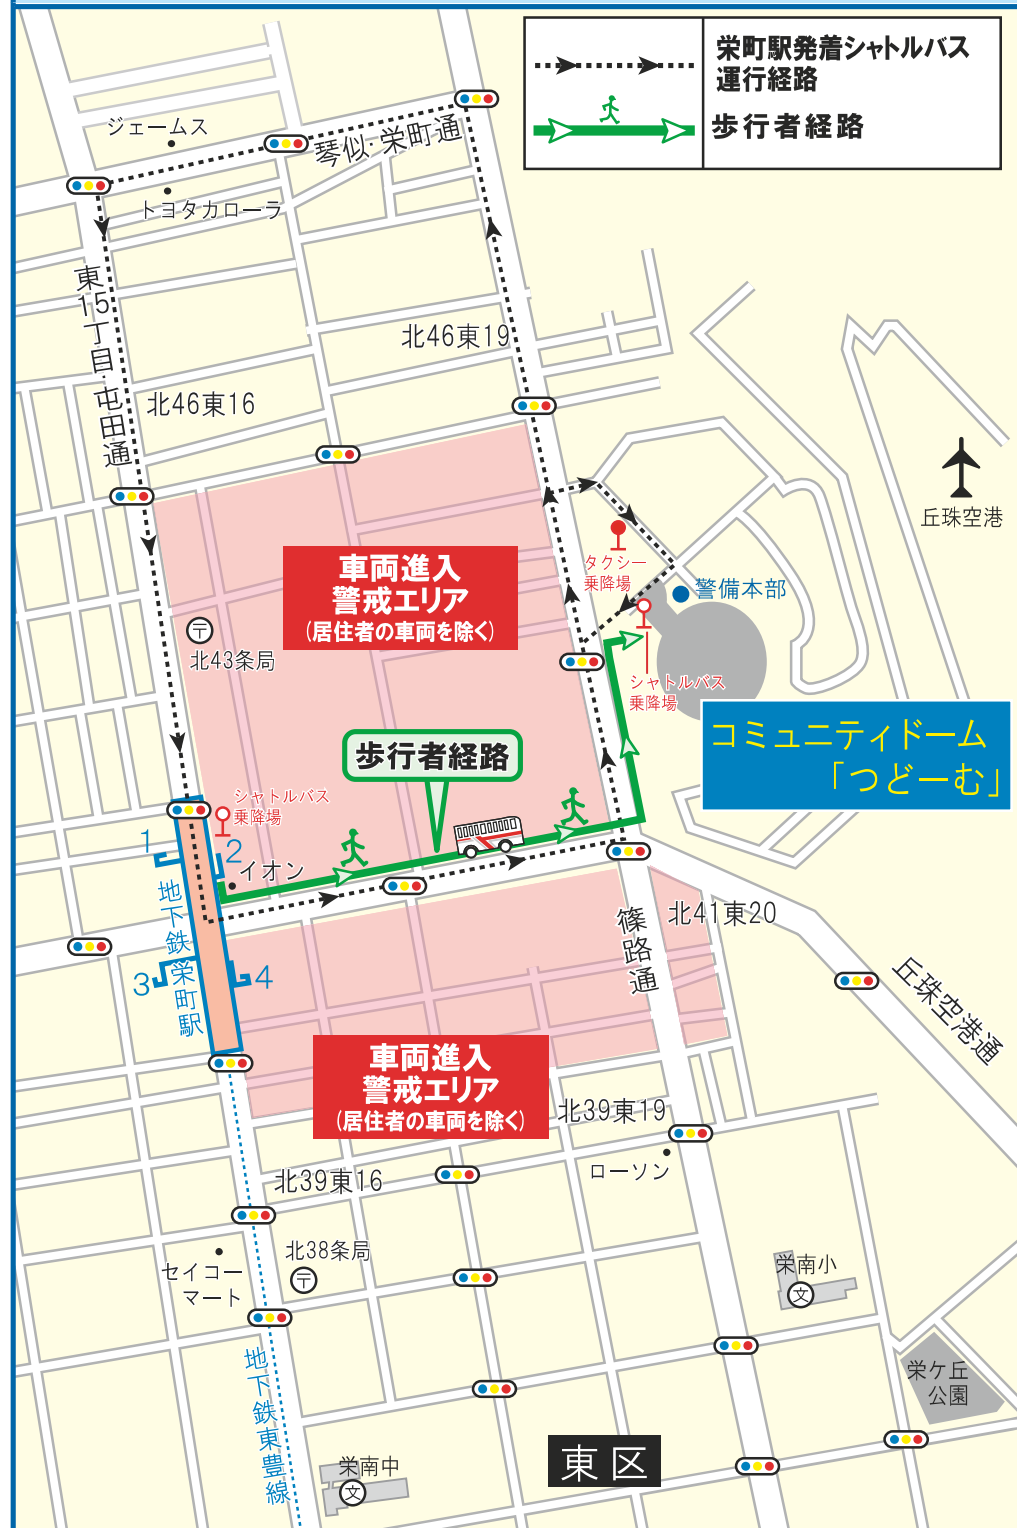 栄町駅発着シャトルバス
運行経路
歩行者経路
ジェームス
琴似・栄町通
トヨタカローラ
東15丁目・屯田通
北46東19
北46東16
丘珠空港
タクシー
乗降場
警備本部
車両進入
警戒エリア
(居住者の車両を除く)
〒
北43条局
シャトルバス
乗降場
コミュニティドーム
「つどーむ」
歩行者経路
シャトルバス
乗降場
1
2
イオン
地下鉄栄町駅
3
4
篠路通
北41東20
丘珠空港通
車両進入
警戒エリア
(居住者の車両を除く)
北39東19
ローソン
北39東16
北38条局
〒
セイコー
マート
栄南小
文
地下鉄東豊線
栄ケ丘
公園
東区
栄南中
文